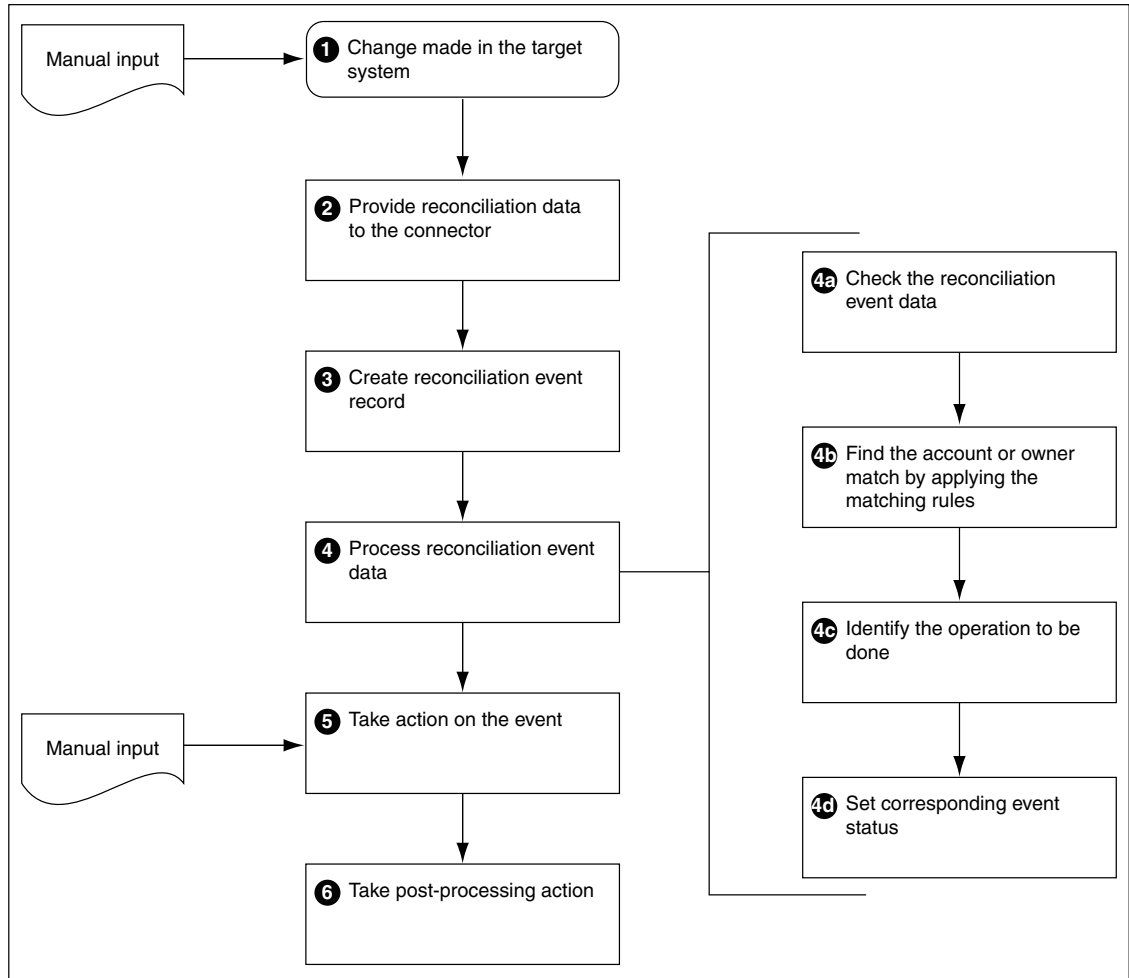 Manual input
1 Change made in the target
system
2 Provide reconciliation data
to the connector
3 Create reconciliation event
record
4 Process reconciliation event
data
4a Check the reconciliation
event data
4b Find the account or owner
match by applying the
matching rules
4c Identify the operation to be
done
4d Set corresponding event
status
Manual input
5 Take action on the event
6 Take post-processing action